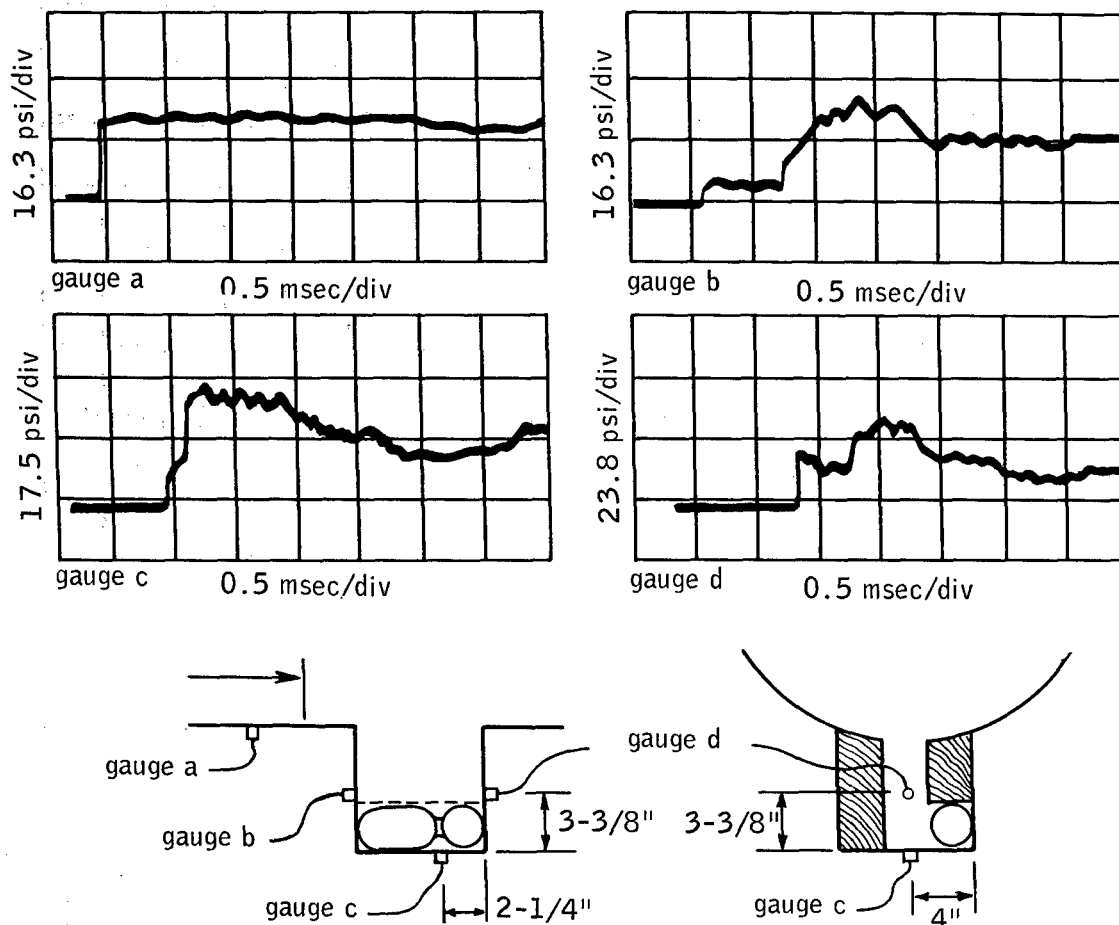 16.3 psi/div
gauge a
0.5 msec/div
16.3 psi/div
gauge b
0.5 msec/div
17.5 psi/div
gauge c
0.5 msec/div
23.8 psi/div
gauge d
0.5 msec/div
gauge a
gauge b
gauge c
gauge d
3-3/8"
2-1/4"
3-3/8"
gauge c
4"